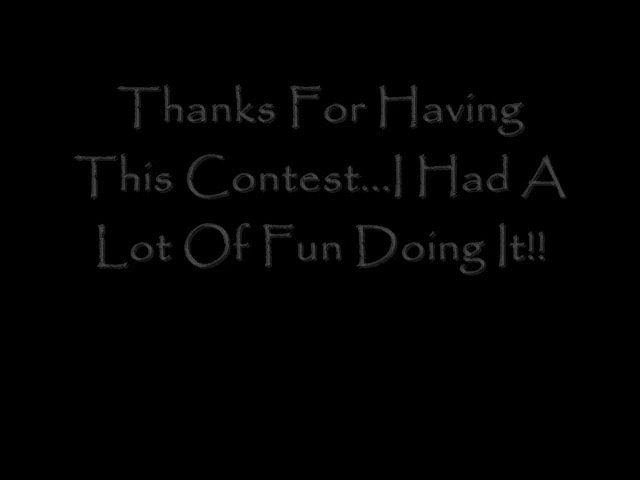 Thanks For Having
This Contest...I Had A
Lot Of Fun Doing It!!